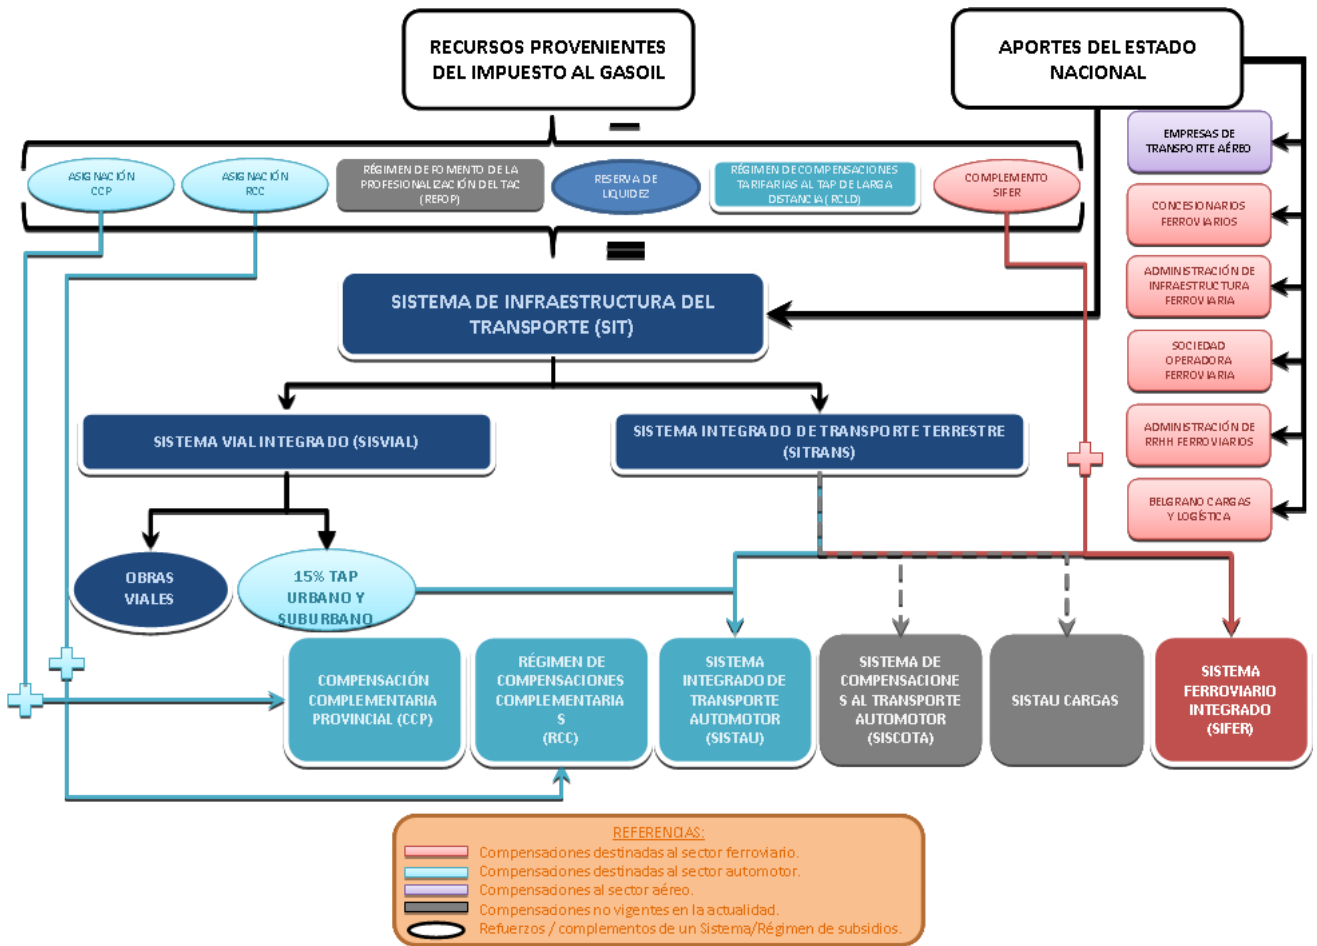 RECURSOS PROVENIENTES
DEL IMPUESTO AL GASOIL
APORTES DEL ESTADO
NACIONAL
EMPRESAS DE
TRANSPORTE AÉREO
ASIGNACIÓN
CCP
ASIGNACIÓN
RCC
RÉGIMEN DE FOMENTO DE LA
PROFESIONALIZACIÓN DEL TAC
(REFOP)
RESERVA DE
LIQUIDEZ
RÉGIMEN DE COMPENSACIONES
TARIFARIAS AL TAP DE LARGA
DISTANCIA (RCLD)
COMPLEMENTO
SIFER
CONCESIONARIOS
FERROVIARIOS
ADMINISTRACIÓN DE
INFRAESTRUCTURA
FERROVIARIA
SISTEMA DE INFRAESTRUCTURA DEL
TRANSPORTE (SIT)
SOCIEDAD
OPERADORA
FERROVIARIA
SISTEMA VIAL INTEGRADO (SISVIAL)
SISTEMA INTEGRADO DE TRANSPORTE TERRESTRE
(SITRANS)
ADMINISTRACIÓN DE
RRHH FERROVIARIOS
BELGRANO CARGAS
Y LOGÍSTICA
OBRAS
VIALES
15% TAP
URBANO Y
SUBURBANO
COMPENSACIÓN
COMPLEMENTARIA
PROVINCIAL (CCP)
RÉGIMEN DE
COMPENSACIONES
COMPLEMENTARIA
S
(RCC)
SISTEMA
INTEGRADO DE
TRANSPORTE
AUTOMOTOR
(SISTAU)
SISTEMA DE
COMPENSACIONE
S AL TRANSPORTE
AUTOMOTOR
(SISCOTA)
SISTAU CARGAS
SISTEMA
FERROVIARIO
INTEGRADO
(SIFER)
REFERENCIAS:
Compensaciones destinadas al sector ferroviario.
Compensaciones destinadas al sector automotor.
Compensaciones al sector aéreo.
Compensaciones no vigentes en la actualidad.
Refuerzos / complementos de un Sistema/Régimen de subsidios.